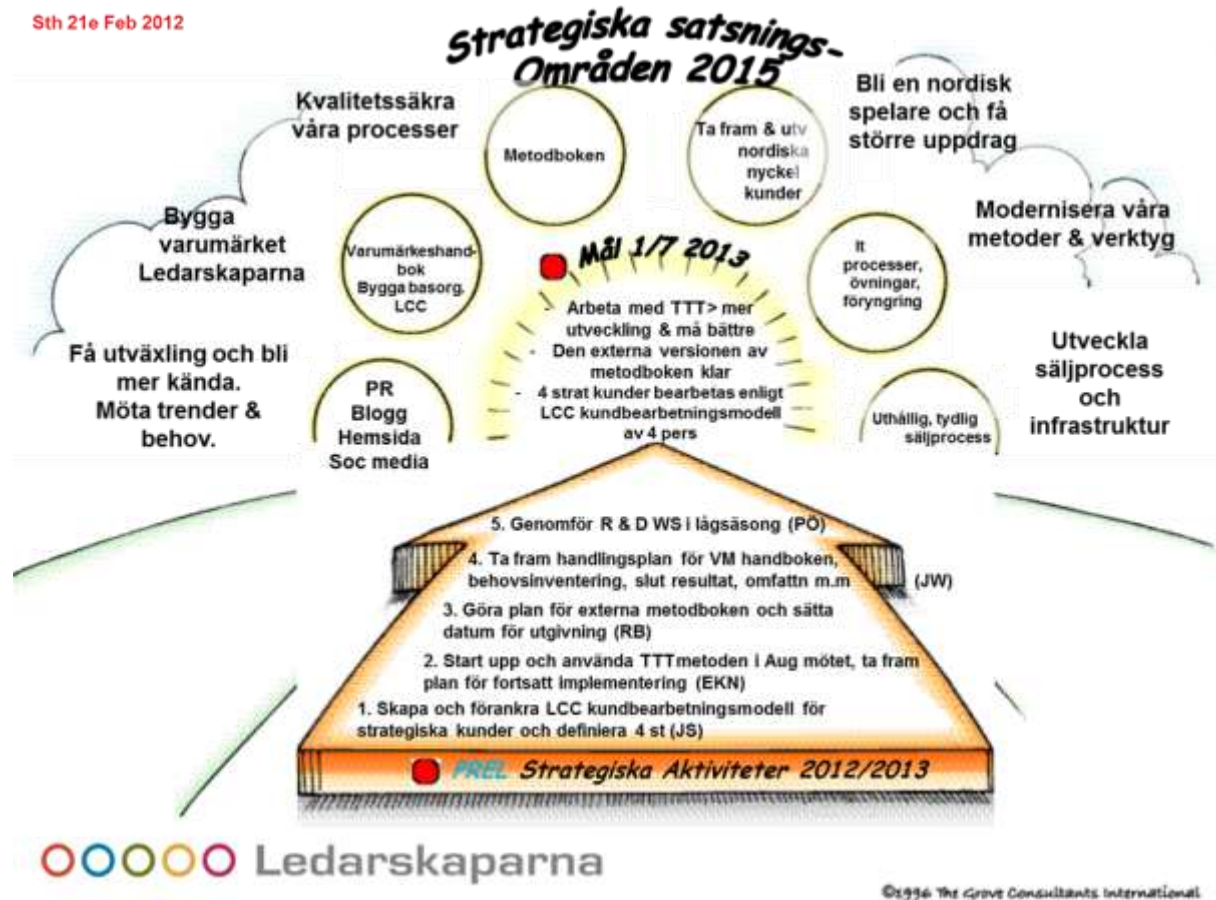 Sth 21e Feb 2012
Strategiska satsnings-
Områden 2015
Kvalitetssäkra
våra processer
Bygga
varumärket
Ledarskaparna
Få utväxling och bli
mer kända.
Möta trender &
behov.
Bli en nordisk
spelare och få
större uppdrag
Modernisera våra
metoder & verktyg
Utveckla
säljprocess
och
infrastruktur
PR
Blogg
Hemsida
Soc media
Varumärkeshand-
bok
Bygga basorg.
LCC
Metodboken
Ta fram & utv
nordiska
nyckel
kunder
It
processer,
övningar,
föryngring
Uthållig, tydlig
säljprocess
Mål 1/7 2013
- Arbeta med TTT> mer
utveckling & må bättre
- Den externa versionen av
metodboken klar
- 4 strat kunder bearbetas enligt
LCC kundbearbetningsmodell
av 4 pers
5. Genomför R & D WS i lågsäsong (PÖ)
4. Ta fram handlingsplan för VM handboken,
behovsinventering, slut resultat, omfattn m.m (JW)
3. Göra plan för externa metodboken och sätta
datum för utgivning (RB)
2. Start upp och använda TTTmetoden i Aug mötet, ta fram
plan för fortsatt implementering (EKN)
1. Skapa och förankra LCC kundbearbetningsmodell för
strategiska kunder och definiera 4 st (JS)
PREL Strategiska Aktiviteter 2012/2013
Ledarskaparna
©1996 The Grove Consultants International